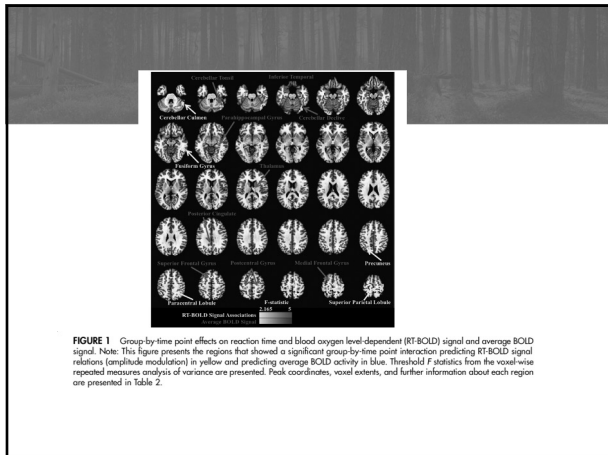 Cerebellar Tonsil
Inferior Temporal
Cerebellar Culmen
Parahippocampal Gyrus
Cerebellar Declive
Fusiform Gyrus
Thalamus
Posterior Cingulate
Superior Frontal Gyrus
Postcentral Gyrus
Medial Frontal Gyrus
Precuneus
Paracentral Lobule
F-statistic
Superior Parietal Lobule
2.165 5
RT-BOLD Signal Associations
Average BOLD Signal
FIGURE 1 Group-by-time point effects on reaction time and blood oxygen level-dependent (RT-BOLD) signal and average BOLD
signal. Note: This figure presents the regions that showed a significant group-by-time point interaction predicting RT-BOLD signal
relations (amplitude modulation) in yellow and predicting average BOLD activity in blue. Threshold F statistics from the voxel-wise
repeated measures analysis of variance are presented. Peak coordinates, voxel extents, and further information about each region
are presented in Table 2.